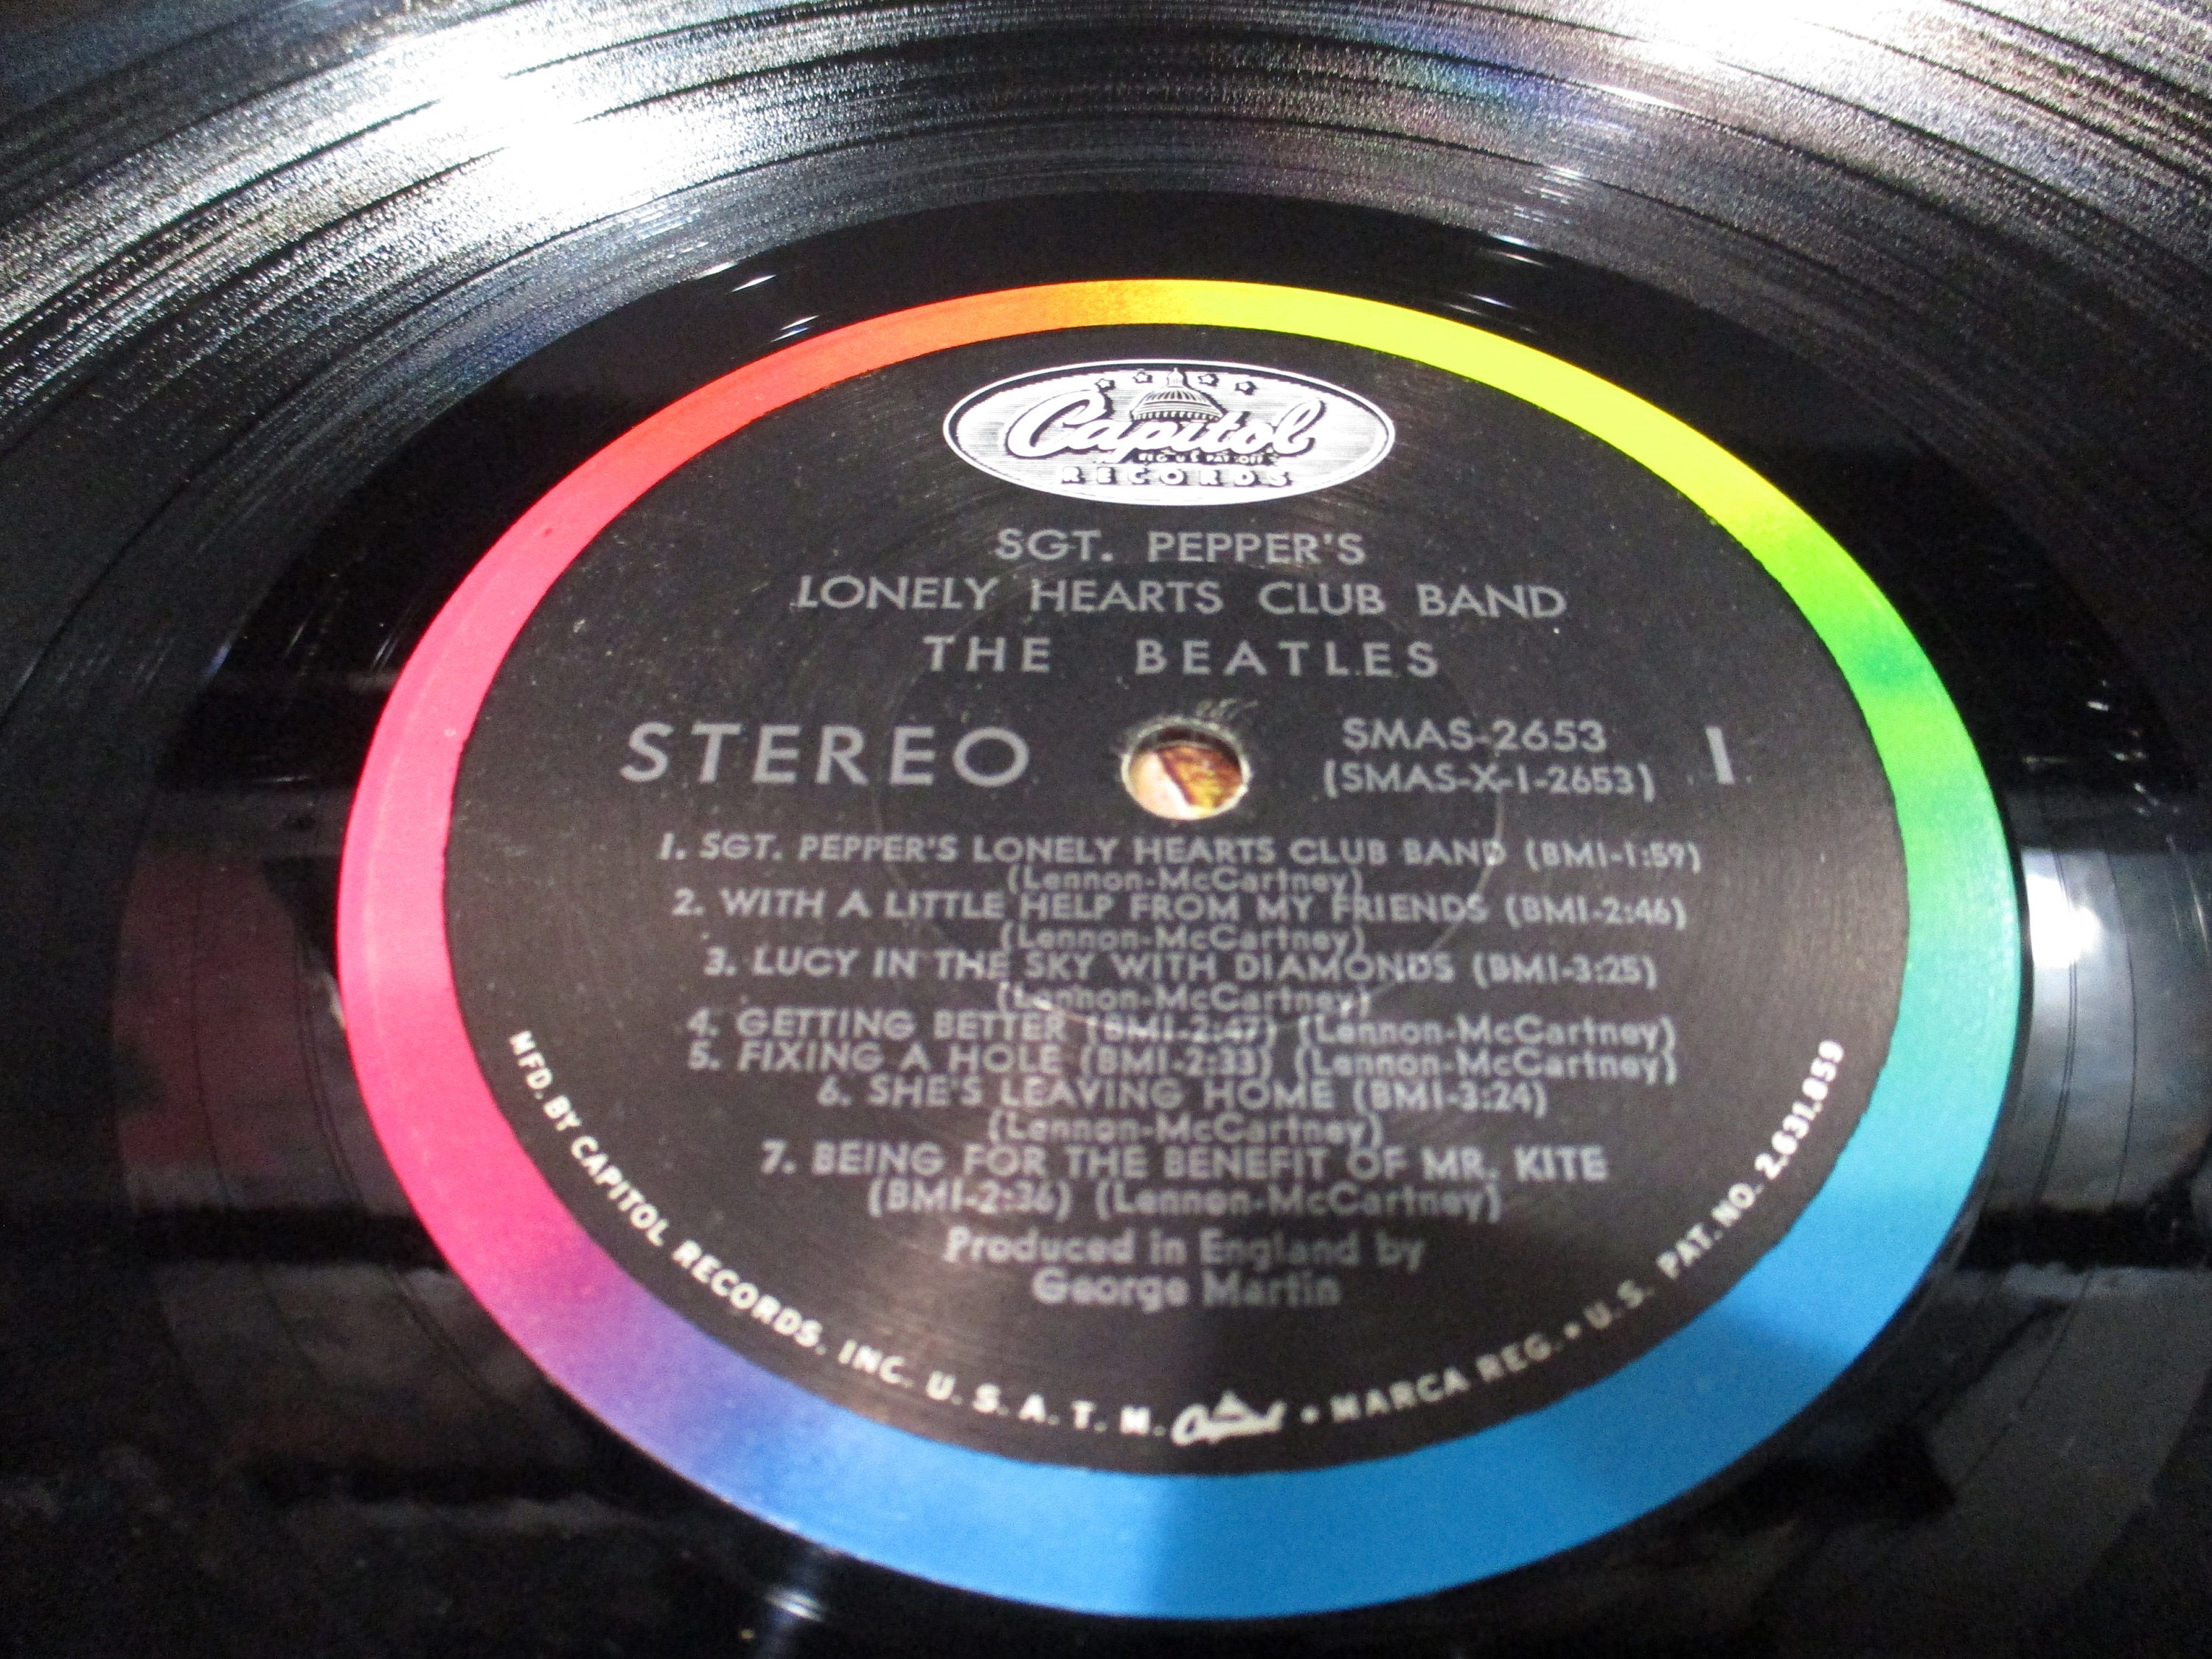 Capitol
REG. U.S. PAT. OFF.
RECORDS
SGT. PEPPER'S
LONELY HEARTS CLUB BAND
THE BEATLES
STEREO
SMAS-2653
(SMAS-X-1-2653)
1
1. SGT. PEPPER'S LONELY HEARTS CLUB BAND (BMI-1:59)
(Lennon-McCartney)
2. WITH A LITTLE HELP FROM MY FRIENDS (BMI-2:46)
(Lennon-McCartney)
3. LUCY IN THE SKY WITH DIAMONDS (BMI-3:25)
(Lennon-McCartney)
4. GETTING BETTER (BMI-2:47) (Lennon-McCartney)
5. FIXING A HOLE (BMI-2:33) (Lennon-McCartney)
6. SHE'S LEAVING HOME (BMI-3:24)
(Lennon-McCartney)
7. BEING FOR THE BENEFIT OF MR. KITE
(BMI-2:36) (Lennon-McCartney)
Produced in England by
George Martin
MFD. BY CAPITOL RECORDS, INC. U.S.A. T.M. Capitol • MARCA REG. • U.S. PAT. NO. 2,631,859